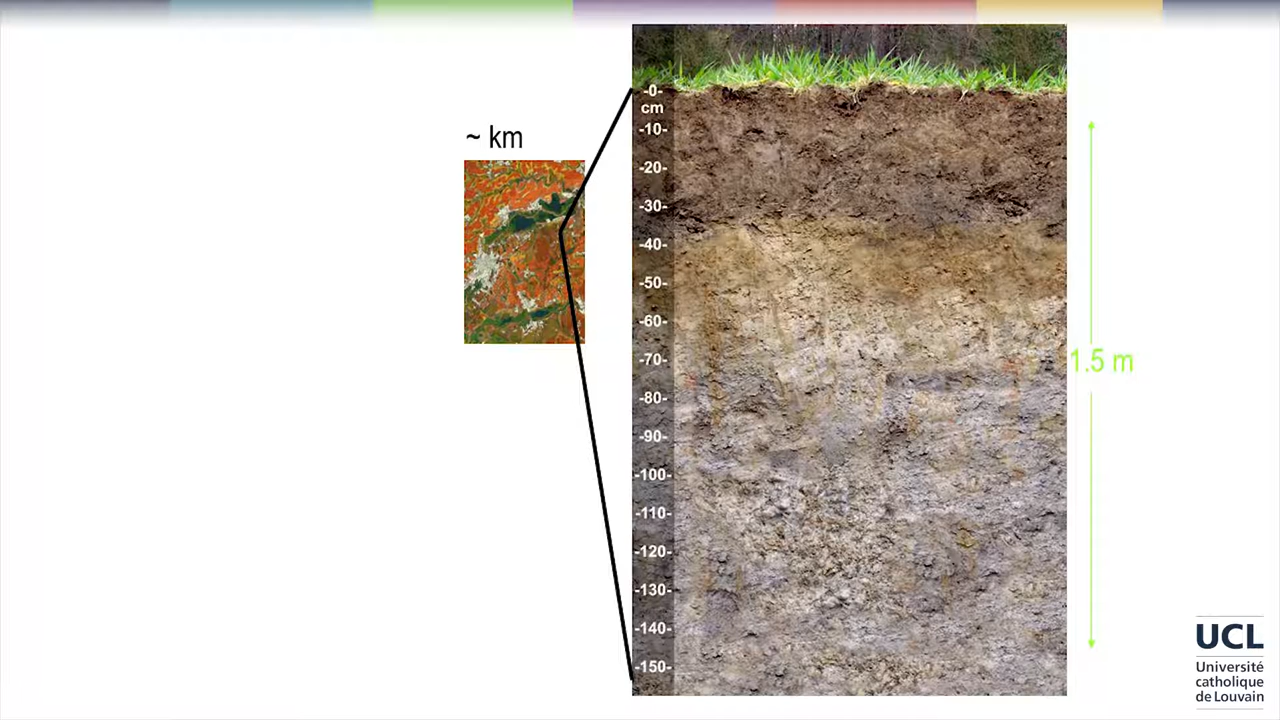 ~ km
-0-
cm
-10-
-20-
-30-
-40-
-50-
-60-
-70-
-80-
-90-
-100-
-110-
-120-
-130-
-140-
-150-
1.5 m
UCL
Université
catholique
de Louvain